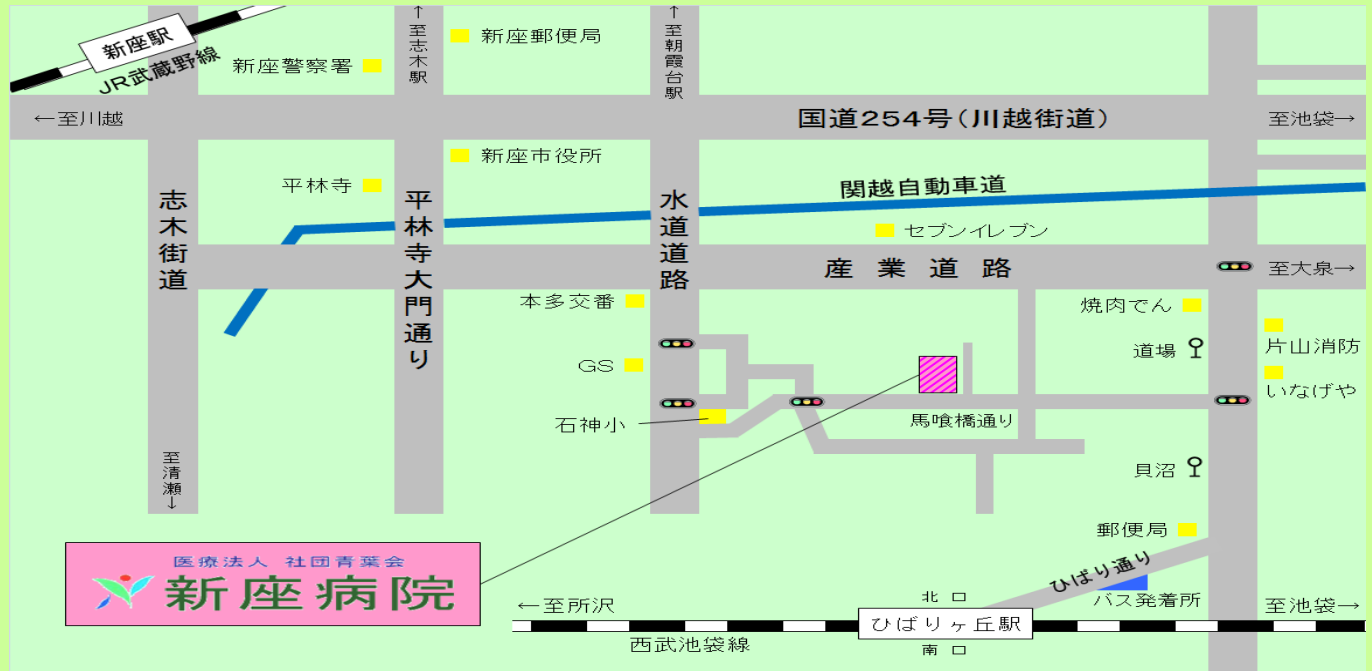 新座駅
JR武蔵野線
↑至志木駅
新座郵便局
↑至朝霞台駅
新座警察署
←至川越
国道254号(川越街道)
至池袋→
新座市役所
平林寺
関越自動車道
志木街道
平林寺大門通り
水道道路
セブンイレブン
産業道路
至大泉→
本多交番
焼肉でん
片山消防
道場
GS
いなげや
石神小
馬喰橋通り
至清瀬↓
貝沼
郵便局
ひばり通り
医療法人 社団青葉会
新座病院
←至所沢
北口
バス発着所
至池袋→
ひばりヶ丘駅
西武池袋線
南口